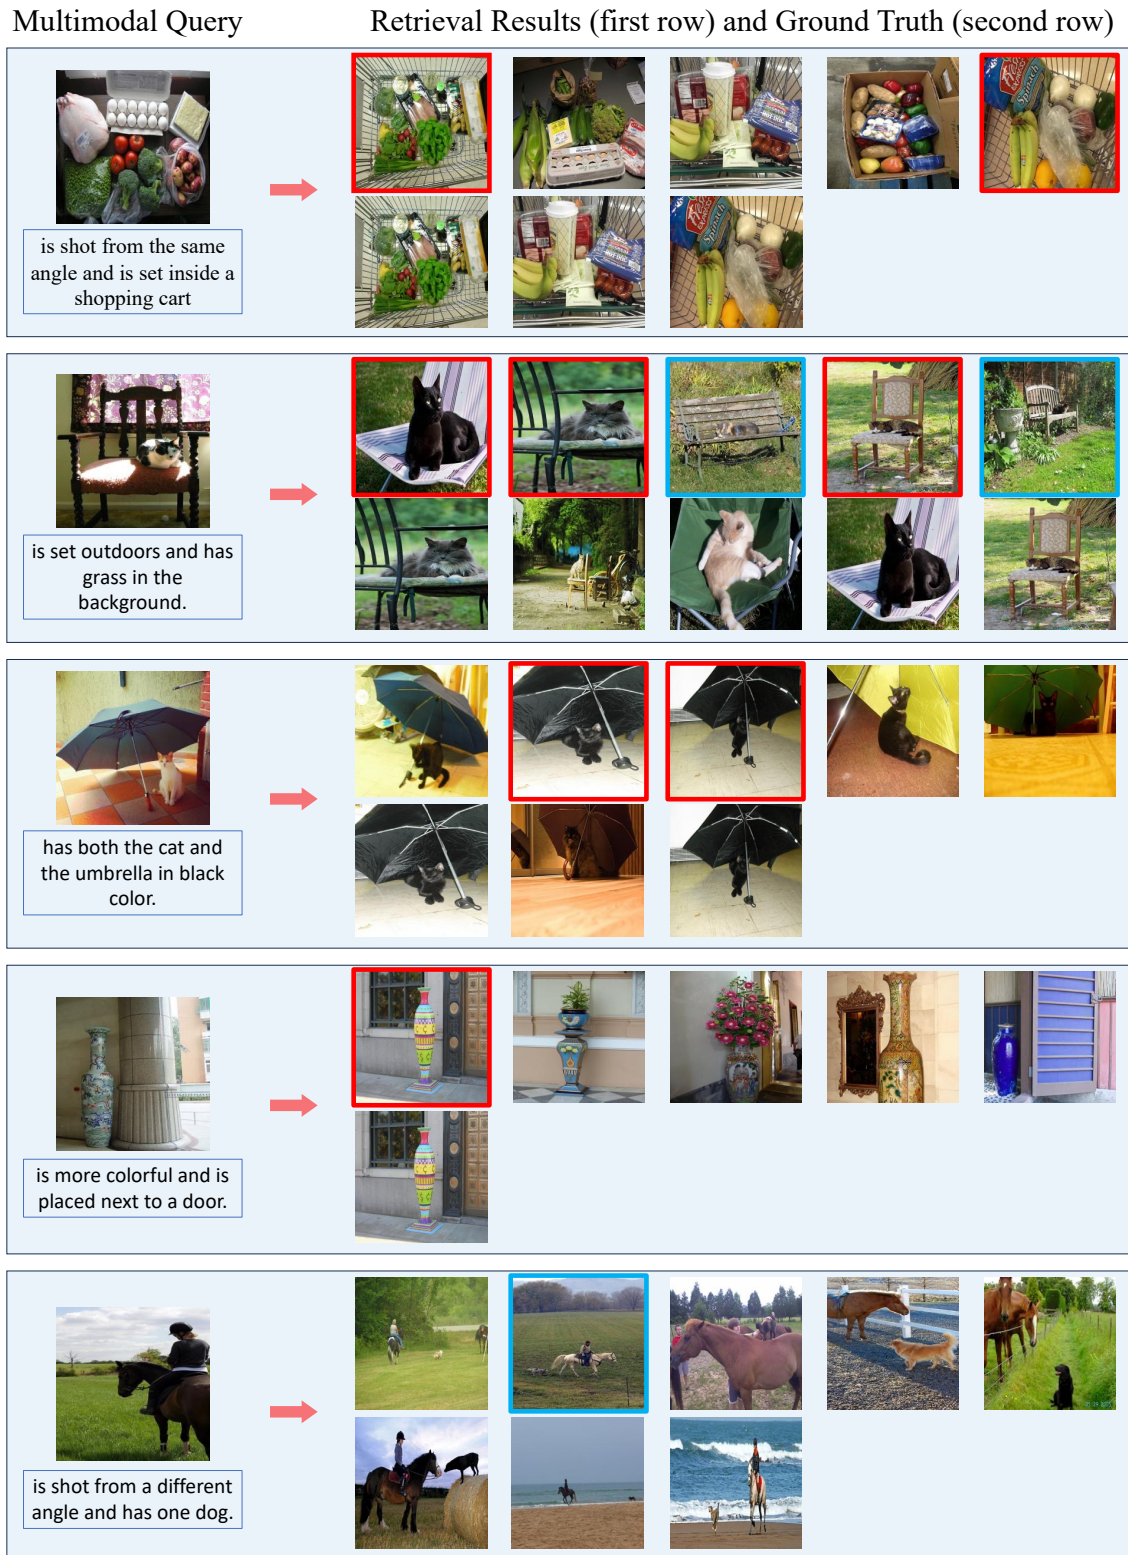 Multimodal Query
Retrieval Results (first row) and Ground Truth (second row)
is shot from the same
angle and is set inside a
shopping cart
Spinach
Spinach
is set outdoors and has
grass in the
background.
has both the cat and
the umbrella in black
color.
is more colorful and is
placed next to a door.
is shot from a different
angle and has one dog.